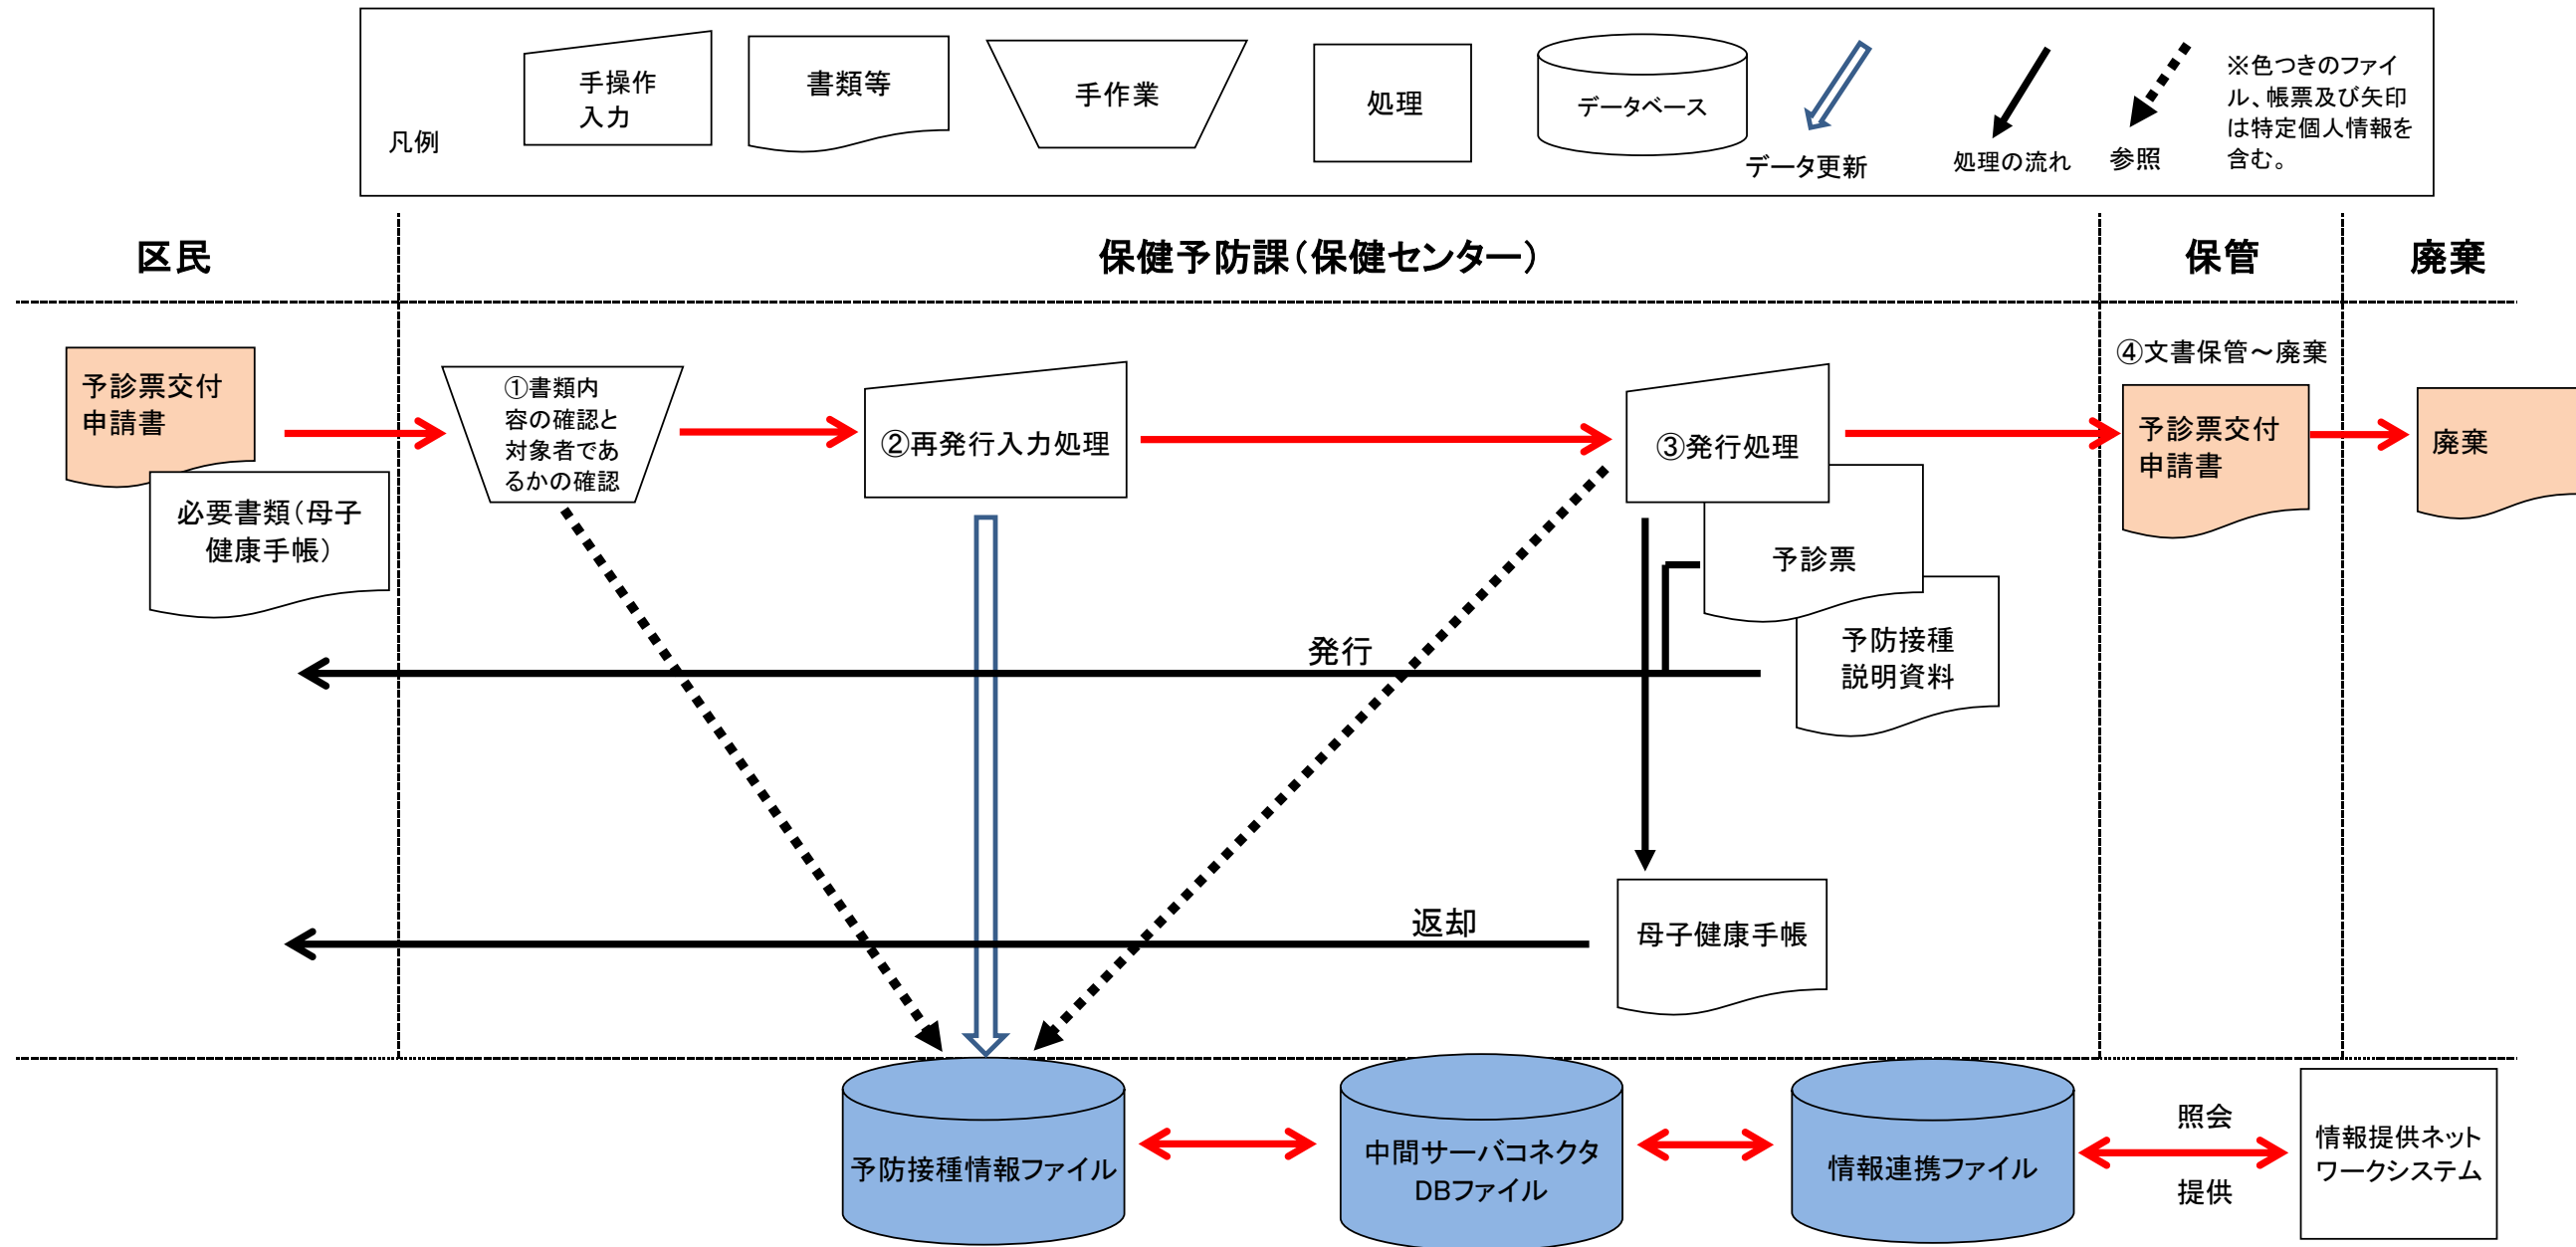 凡例
手操作
入力
書類等
手作業
処理
データベース
データ更新
処理の流れ
参照
※色つきのファイ
ル、帳票及び矢印
は特定個人情報を
含む。
区民
保健予防課(保健センター)
保管
廃棄
予診票交付
申請書
必要書類(母子
健康手帳)
①書類内
容の確認と
対象者であ
るかの確認
②再発行入力処理
③発行処理
予診票
予防接種
説明資料
④文書保管～廃棄
予診票交付
申請書
廃棄
発行
返却
母子健康手帳
予防接種情報ファイル
中間サーバコネクタ
DBファイル
情報連携ファイル
照会
提供
情報提供ネット
ワークシステム